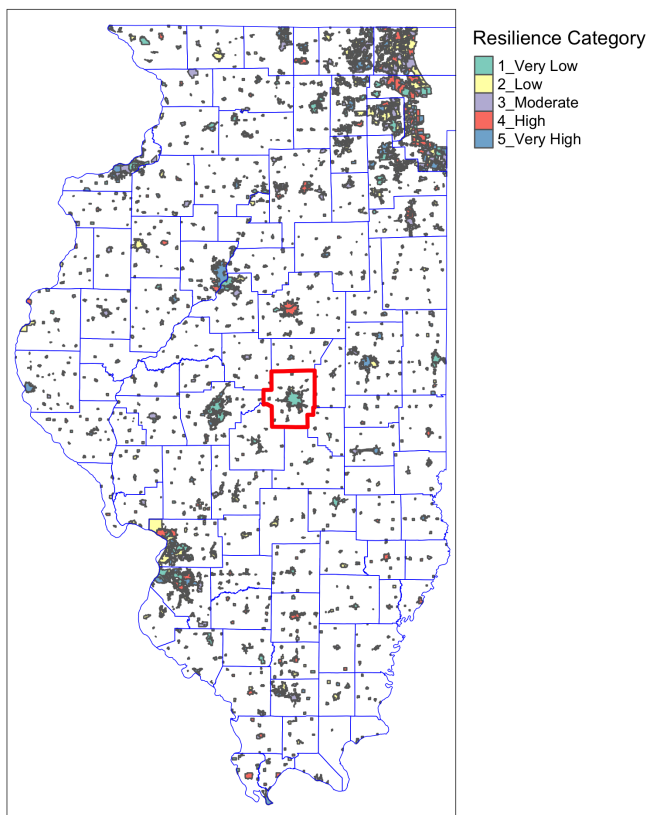 Resilience Category
1_Very Low
2_Low
3_Moderate
4_High
5_Very High